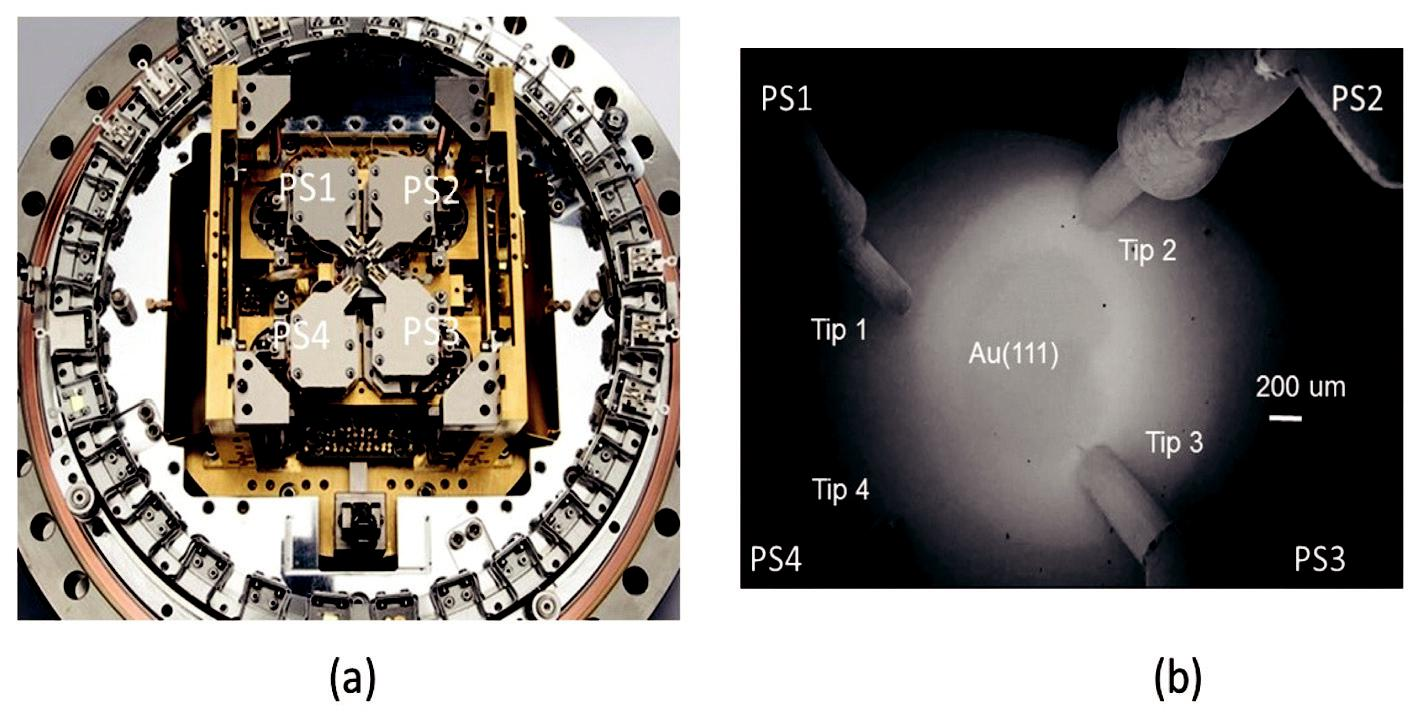 PS1 PS2
PS4 PS3
(a)
PS1 PS2
Tip 2
Tip 1
Au(111)
200 um
Tip 3
Tip 4
PS4 PS3
(b)